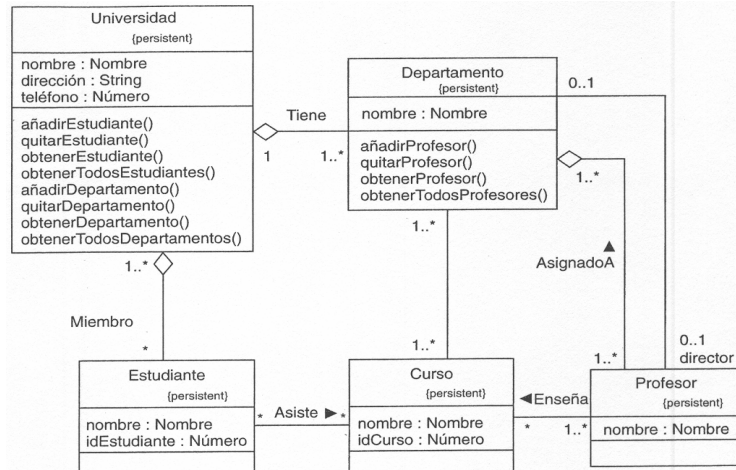 Universidad
{persistent}
nombre : Nombre
dirección : String
teléfono : Número
añadirEstudiante()
quitarEstudiante()
obtenerEstudiante()
obtenerTodosEstudiantes()
añadirDepartamento()
quitarDepartamento()
obtenerDepartamento()
obtenerTodosDepartamentos()
Tiene
1
1..*
Departamento
{persistent}
nombre : Nombre
añadirProfesor()
quitarProfesor()
obtenerProfesor()
obtenerTodosProfesores()
0..1
1..*
1..*
AsignadoA ▲
1..*
Miembro
*
1..*
1..*
0..1
director
Estudiante
{persistent}
nombre : Nombre
idEstudiante : Número
* Asiste ► *
Curso
{persistent}
nombre : Nombre
idCurso : Número
◄Enseña
* 1..*
Profesor
{persistent}
nombre : Nombre